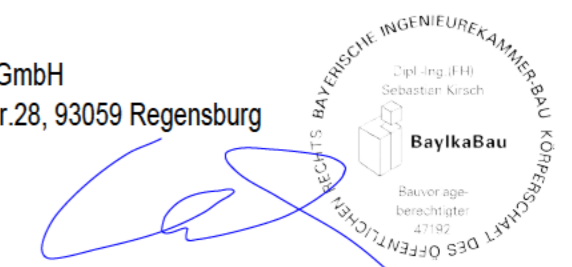 GmbH
r.28, 93059 Regensburg
BAYERISCHE INGENIEUREKAMMER-BAU KÖRPERSCHAFT DES ÖFFENTLICHEN RECHTS
Dipl.-Ing.(FH)
Sebastian Kirsch
BayIkaBau
Bauvorlage-
berechtigter
47192